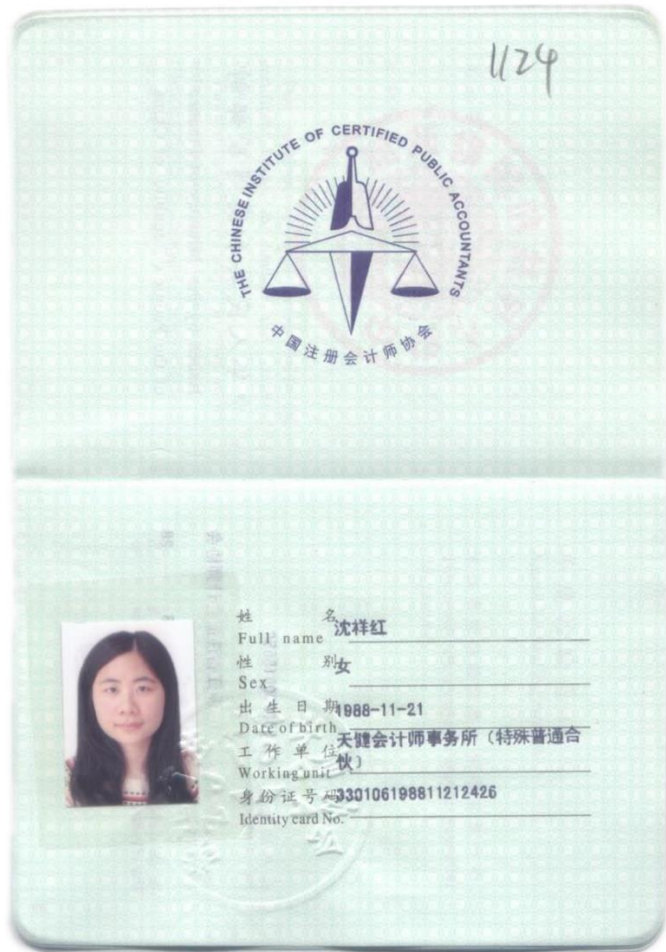 1124
THE CHINESE INSTITUTE OF CERTIFIED PUBLIC ACCOUNTANTS
中国注册会计师协会
姓 名 沈祥红
Full name
性 别 女
Sex
出生日期 1988-11-21
Date of birth
工作单位 天健会计师事务所（特殊普通合
伙）
Working unit
身份证号码 330106198811212426
Identity card No.